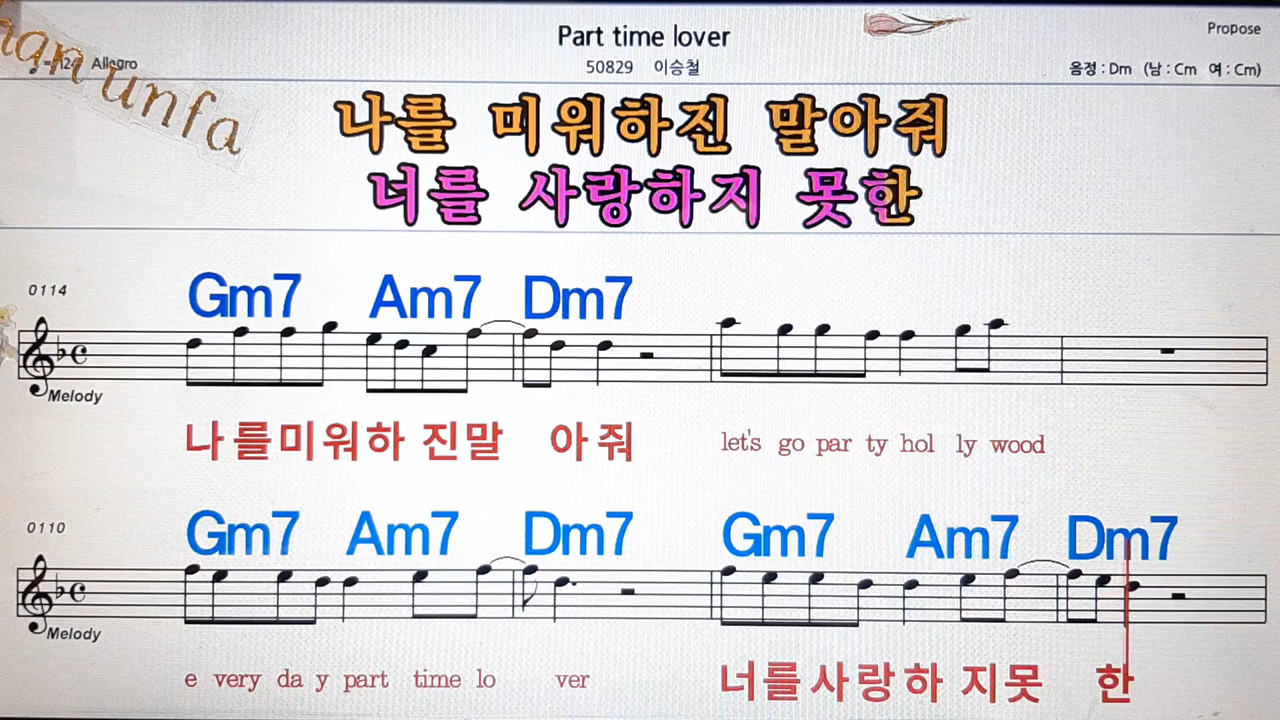 Part time lover
Propose
50829 이승철
Allegro
음정 : Dm (남 : Cm 여 : Cm)
unfa
나를 미워하진 말아줘
너를 사랑하지 못한
0114
Gm7 Am7 Dm7
Melody
나 를 미 워 하 진 말 아 줘 let's go par ty hol ly wood
0110
Gm7 Am7 Dm7 Gm7 Am7 Dm7
Melody
e very da y part time lo ver 너 를 사 랑 하 지 못 한